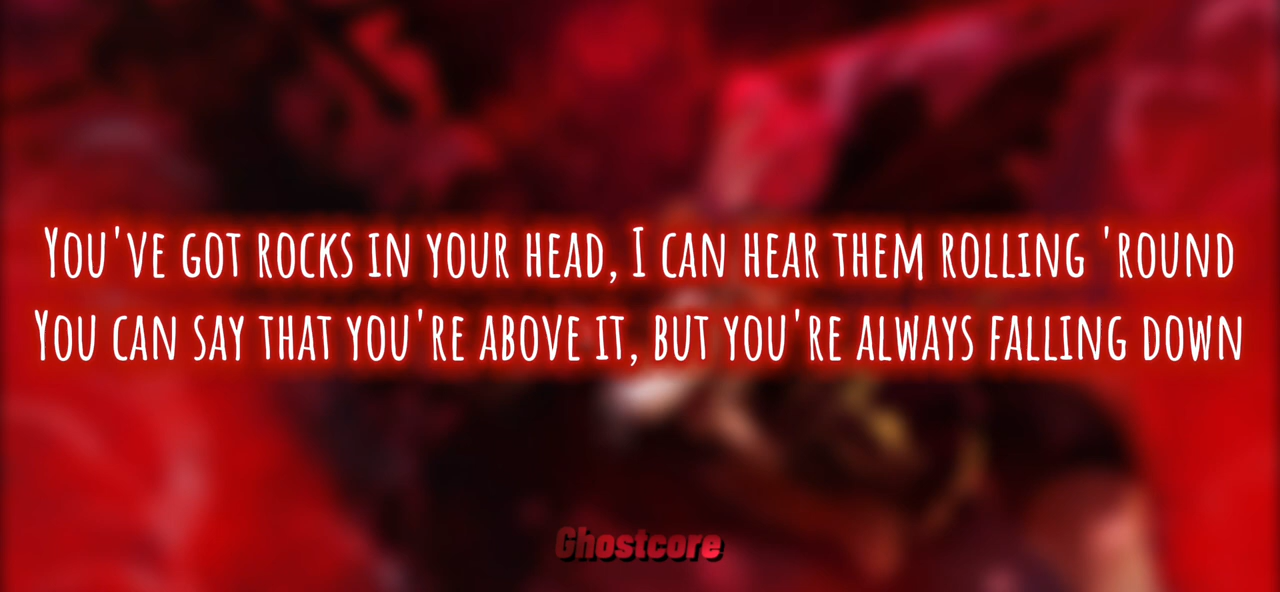 You've got rocks in your head, I can hear them rolling 'round
You can say that you're above it, but you're always falling down
Ghostcore